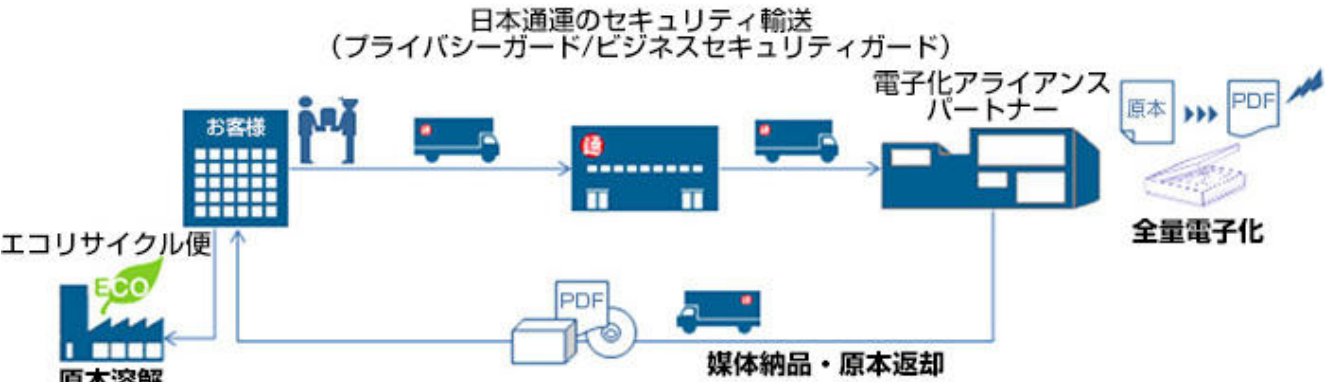 日本通運のセキュリティ輸送
（プライバシーガード/ビジネスセキュリティガード）
電子化アライアンス
パートナー
原本
PDF
お客様
通
通
通
全量電子化
エコリサイクル便
ECO
PDF
通
媒体納品・原本返却
原本溶解